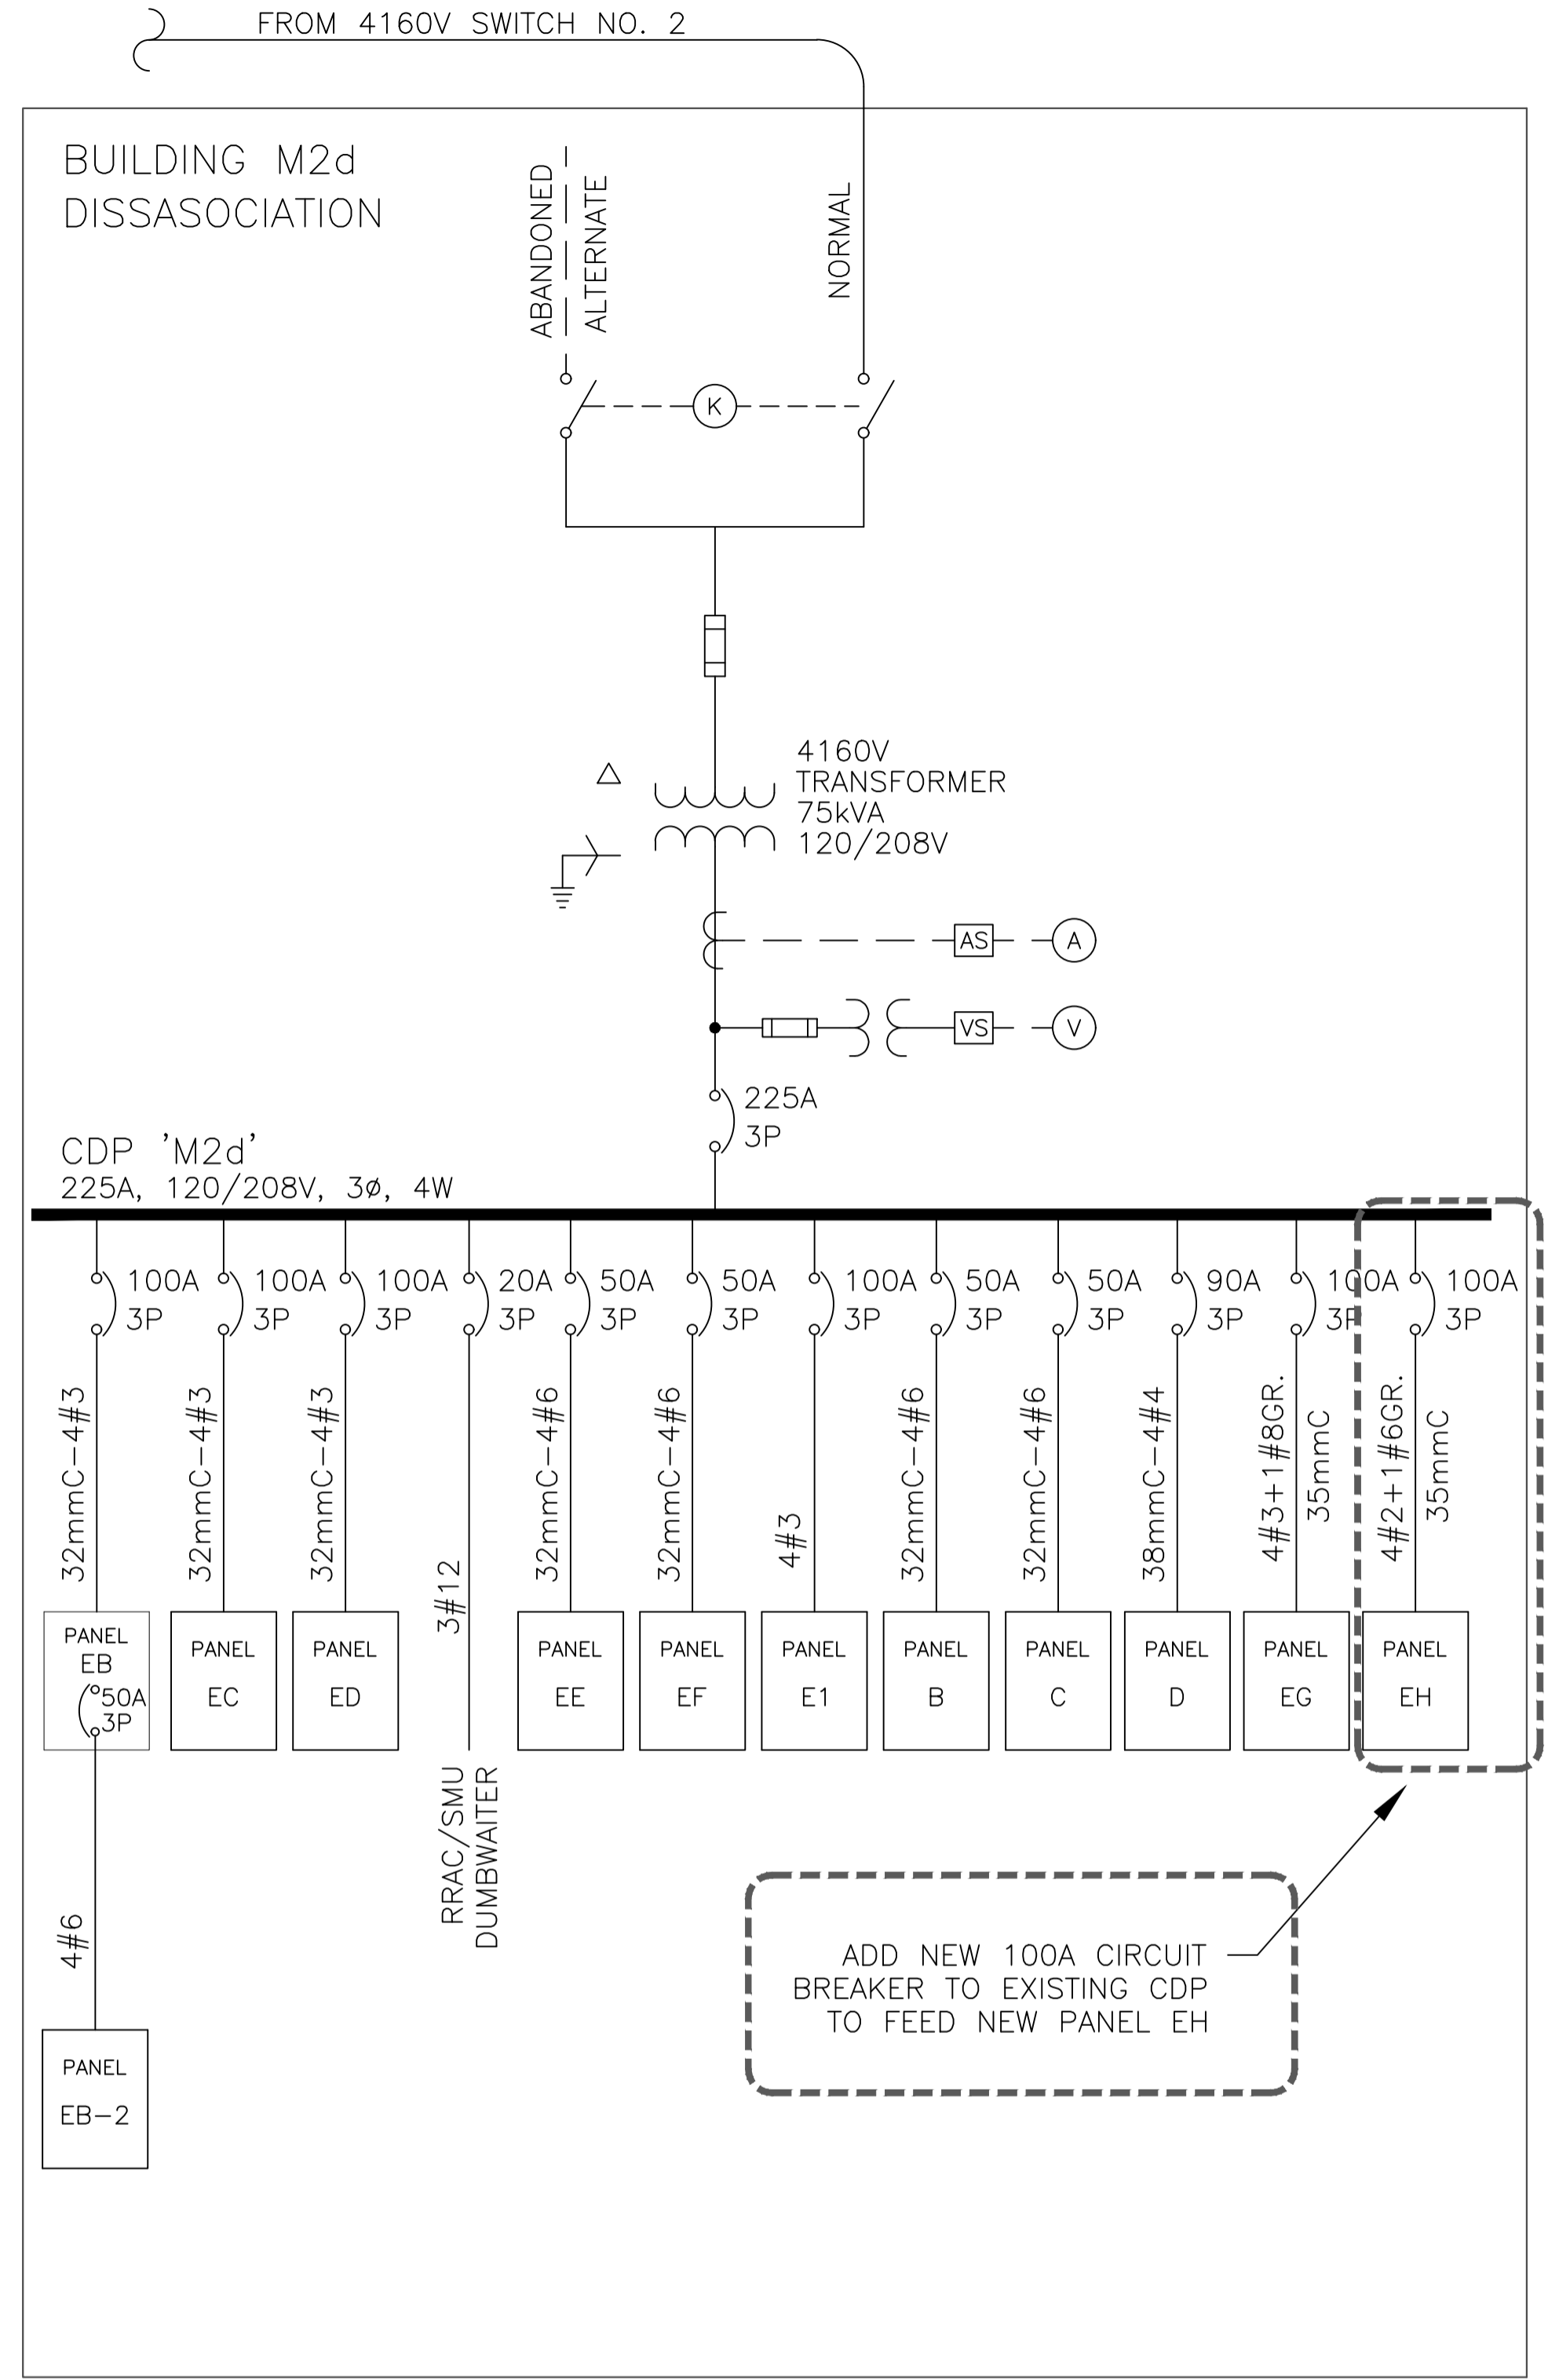 FROM 4160V SWITCH NO. 2
BUILDING M2d
DISSASOCIATION
ABANDONED
ALTERNATE
NORMAL
K
4160V
TRANSFORMER
75kVA
120/208V
AS
A
VS
V
225A
3P
CDP 'M2d'
225A, 120/208V, 3ø, 4W
100A
3P
100A
3P
100A
3P
20A
3P
50A
3P
50A
3P
100A
3P
50A
3P
50A
3P
90A
3P
100A
3P
100A
3P
32mmC-4#3
32mmC-4#3
32mmC-4#3
3#12
32mmC-4#6
32mmC-4#6
4#3
32mmC-4#6
32mmC-4#6
38mmC-4#4
4#3+1#8GR.
35mmC
4#2+1#6GR.
35mmC
PANEL
EB
50A
3P
PANEL
EC
PANEL
ED
PANEL
EE
PANEL
EF
PANEL
E1
PANEL
B
PANEL
C
PANEL
D
PANEL
EG
PANEL
EH
RRAC/SMU
DUMBWAITER
4#6
ADD NEW 100A CIRCUIT
BREAKER TO EXISTING CDP
TO FEED NEW PANEL EH
PANEL
EB-2